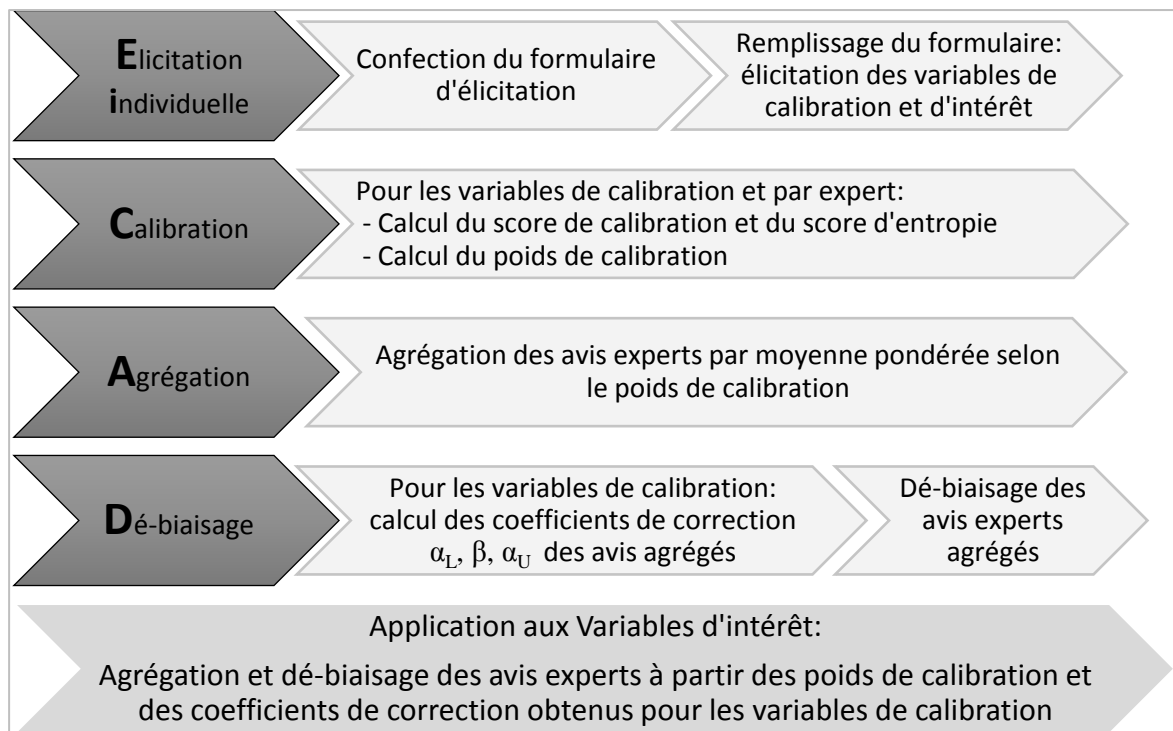 Elicitation
individuelle
Confection du formulaire
d'élicitation
Remplissage du formulaire:
élicitation des variables de
calibration et d'intérêt
Calibration
Pour les variables de calibration et par expert:
- Calcul du score de calibration et du score d'entropie
- Calcul du poids de calibration
Agrégation
Agrégation des avis experts par moyenne pondérée selon
le poids de calibration
Dé-biaisage
Pour les variables de calibration:
calcul des coefficients de correction
α_L, β, α_U des avis agrégés
Dé-biaisage des
avis experts
agrégés
Application aux Variables d'intérêt:
Agrégation et dé-biaisage des avis experts à partir des poids de calibration et
des coefficients de correction obtenus pour les variables de calibration